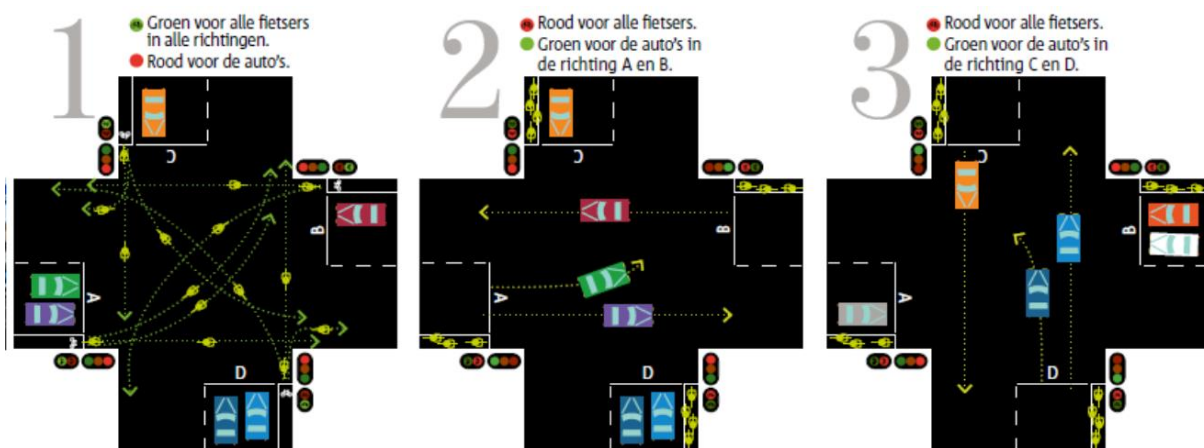 1
Groen voor alle fietsers
in alle richtingen.
Rood voor de auto's.
C
B
A
D
2
Rood voor alle fietsers.
Groen voor de auto's in
de richting A en B.
C
B
A
D
3
Rood voor alle fietsers.
Groen voor de auto's in
de richting C en D.
C
B
A
D